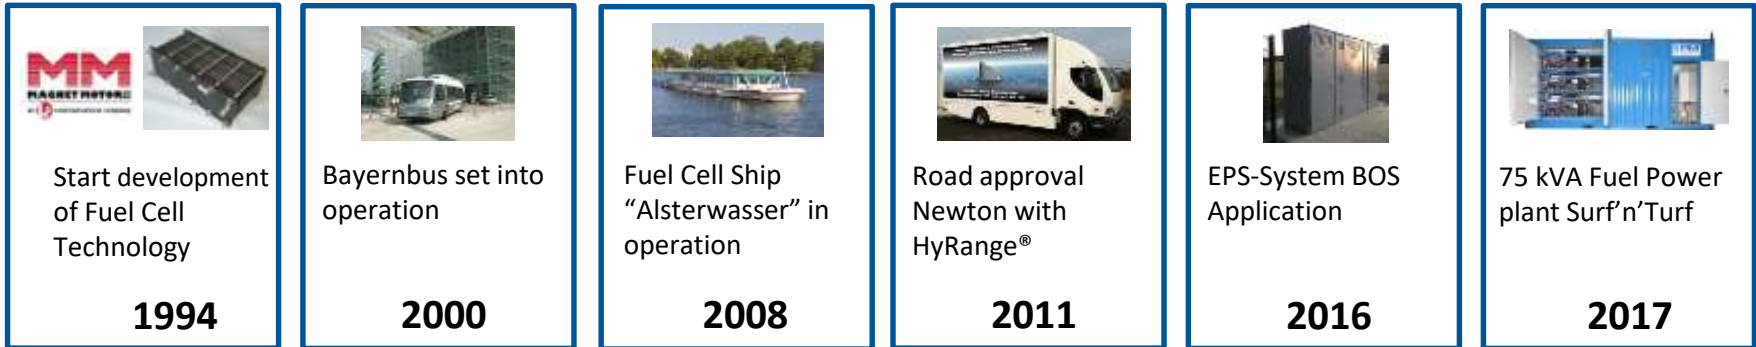 MM
MAGNET MOTOR
Start development
of Fuel Cell
Technology
1994
Bayernbus set into
operation
2000
Fuel Cell Ship
“Alsterwasser” in
operation
2008
Road approval
Newton with
HyRange®
2011
EPS-System BOS
Application
2016
75 kVA Fuel Power
plant Surf’n’Turf
2017